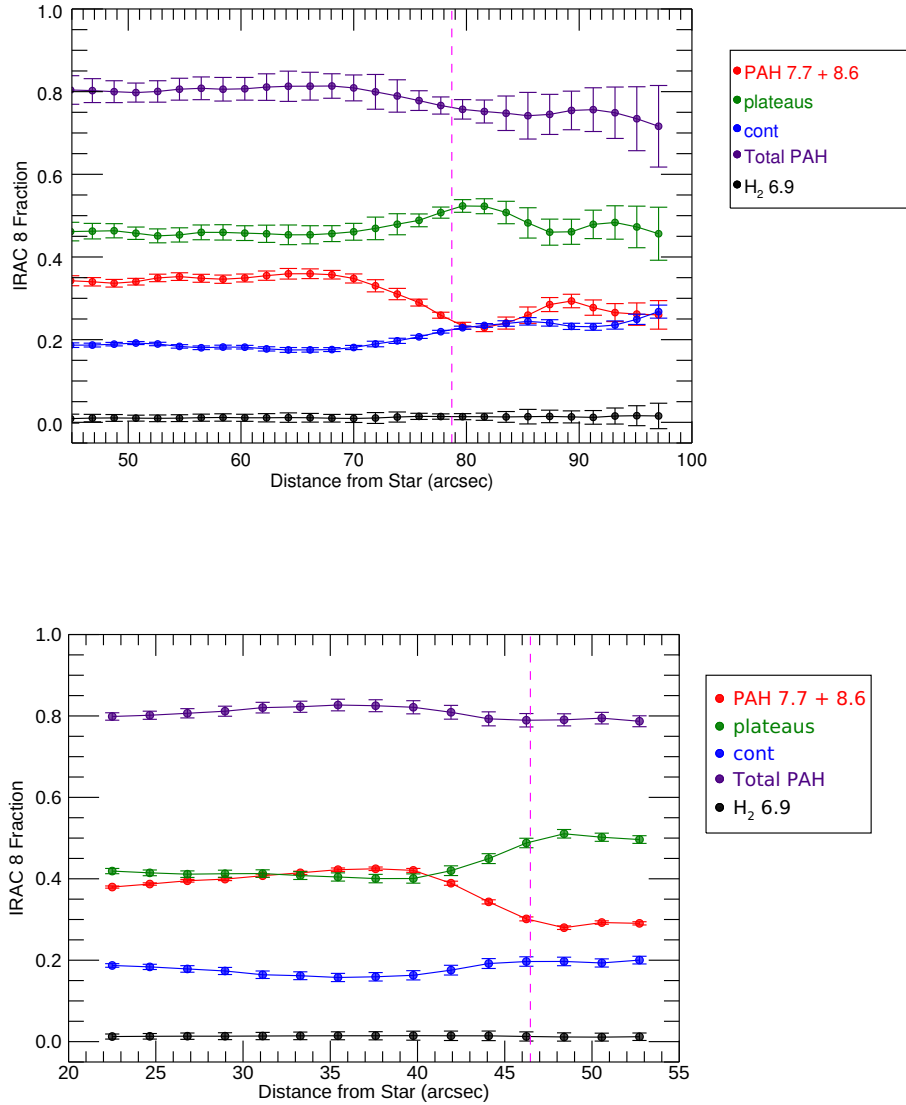 1.0
0.8
0.6
0.4
0.2
0.0
IRAC 8 Fraction
50
60
70
80
90
100
Distance from Star (arcsec)
PAH 7.7 + 8.6
plateaus
cont
Total PAH
H₂ 6.9
1.0
0.8
0.6
0.4
0.2
0.0
IRAC 8 Fraction
20
25
30
35
40
45
50
55
Distance from Star (arcsec)
PAH 7.7 + 8.6
plateaus
cont
Total PAH
H₂ 6.9